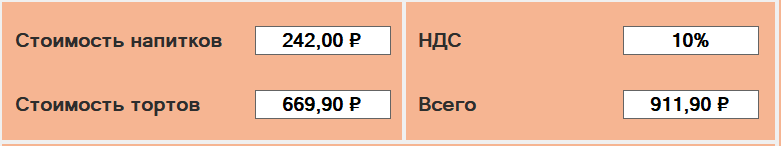 Стоимость напитков 242,00 ₽ НДС 10%
Стоимость тортов 669,90 ₽ Всего 911,90 ₽